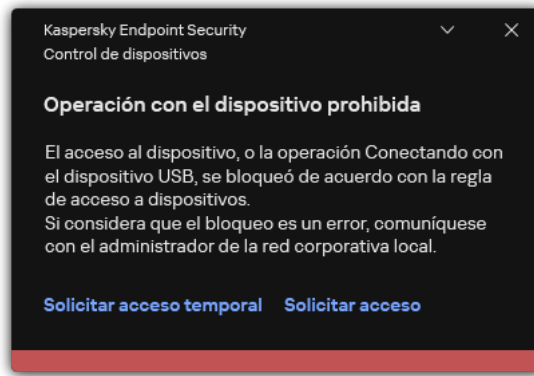 Kaspersky Endpoint Security
Control de dispositivos
Operación con el dispositivo prohibida
El acceso al dispositivo, o la operación Conectando con
el dispositivo USB, se bloqueó de acuerdo con la regla
de acceso a dispositivos.
Si considera que el bloqueo es un error, comuníquese
con el administrador de la red corporativa local.
Solicitar acceso temporal Solicitar acceso